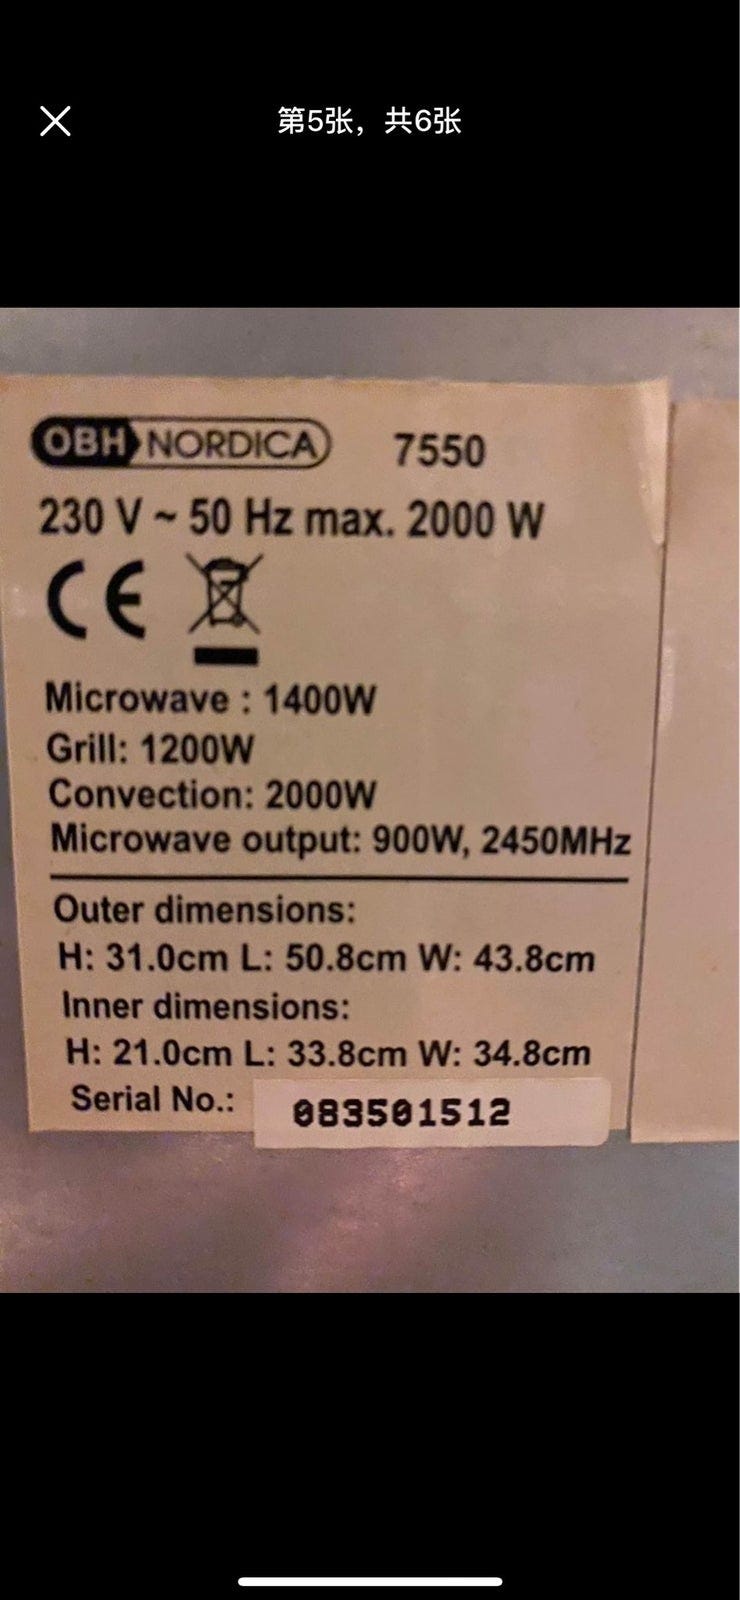 第5张，共6张
OBH NORDICA 7550
230 V ~ 50 Hz max. 2000 W
CE
Microwave : 1400W
Grill: 1200W
Convection: 2000W
Microwave output: 900W, 2450MHz
Outer dimensions:
H: 31.0cm L: 50.8cm W: 43.8cm
Inner dimensions:
H: 21.0cm L: 33.8cm W: 34.8cm
Serial No.: 083501512